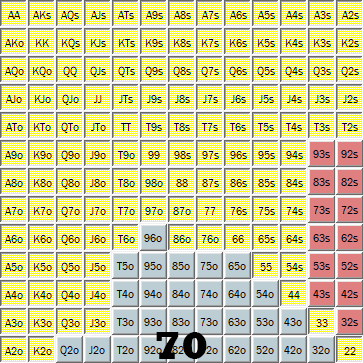 AA AKs AQs AJs ATs A9s A8s A7s A6s A5s A4s A3s A2s
AKo KK KQs KJs KTs K9s K8s K7s K6s K5s K4s K3s K2s
AQo KQo QQ QJs QTs Q9s Q8s Q7s Q6s Q5s Q4s Q3s Q2s
AJo KJo QJo JJ JTs J9s J8s J7s J6s J5s J4s J3s J2s
ATo KTo QTo JTo TT T9s T8s T7s T6s T5s T4s T3s T2s
A9o K9o Q9o J9o T9o 99 98s 97s 96s 95s 94s 93s 92s
A8o K8o Q8o J8o T8o 98o 88 87s 86s 85s 84s 83s 82s
A7o K7o Q7o J7o T7o 97o 87o 77 76s 75s 74s 73s 72s
A6o K6o Q6o J6o T6o 96o 86o 76o 66 65s 64s 63s 62s
A5o K5o Q5o J5o T5o 95o 85o 75o 65o 55 54s 53s 52s
A4o K4o Q4o J4o T4o 94o 84o 74o 64o 54o 44 43s 42s
A3o K3o Q3o J3o T3o 93o 83o 73o 63o 53o 43o 33 32s
A2o K2o Q2o J2o T2o 62o 52o 42o 32o 22
70